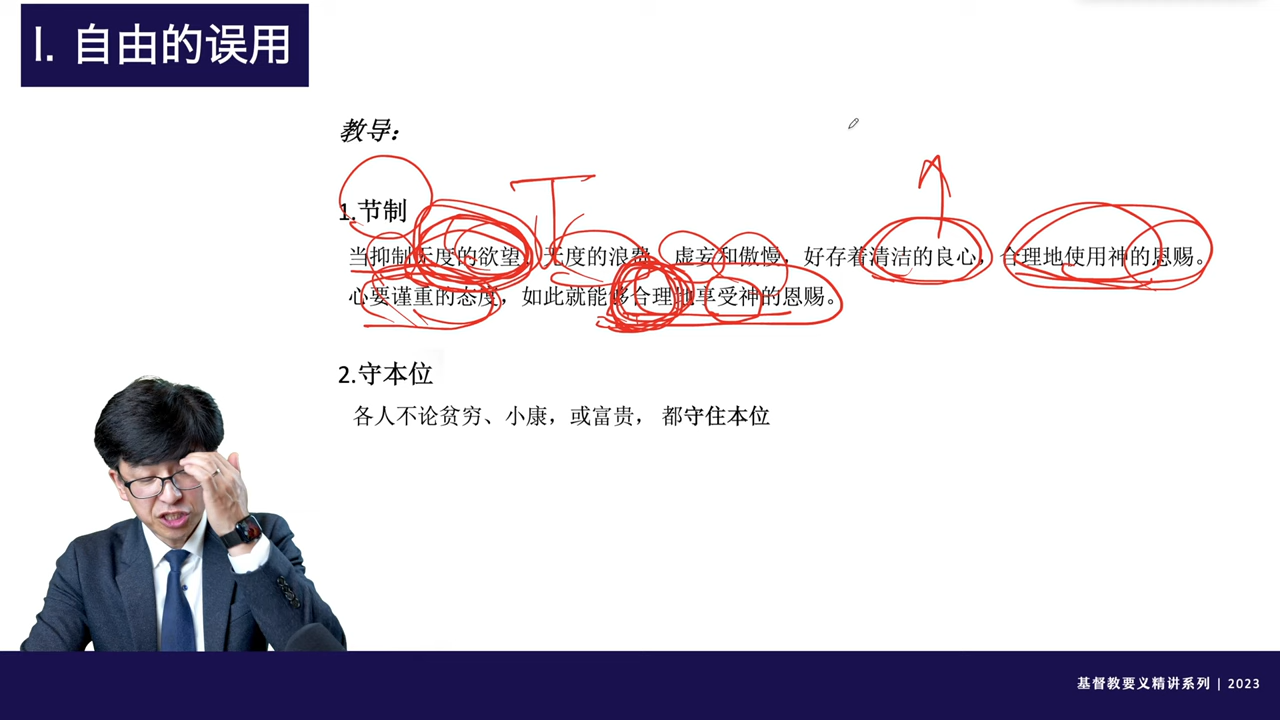 I. 自由的误用
教导：
1.节制
当抑制无度的欲望、无度的浪费、虚妄和傲慢，好存着清洁的良心，合理地使用神的恩赐。
心要谨重的态度，如此就能够合理地享受神的恩赐。
2.守本位
各人不论贫穷、小康，或富贵， 都守住本位
基督教要义精讲系列 | 2023